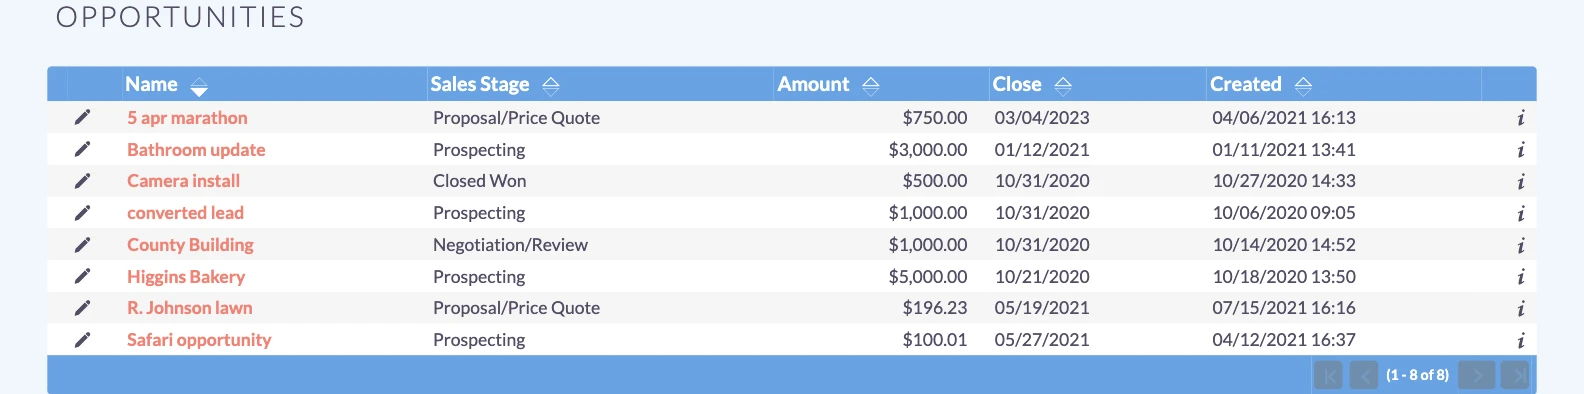 OPPORTUNITIES
Name Sales Stage Amount Close Created
5 apr marathon Proposal/Price Quote $750.00 03/04/2023 04/06/2021 16:13 i
Bathroom update Prospecting $3,000.00 01/12/2021 01/11/2021 13:41 i
Camera install Closed Won $500.00 10/31/2020 10/27/2020 14:33 i
converted lead Prospecting $1,000.00 10/31/2020 10/06/2020 09:05 i
County Building Negotiation/Review $1,000.00 10/31/2020 10/14/2020 14:52 i
Higgins Bakery Prospecting $5,000.00 10/21/2020 10/18/2020 13:50 i
R. Johnson lawn Proposal/Price Quote $196.23 05/19/2021 07/15/2021 16:16 i
Safari opportunity Prospecting $100.01 05/27/2021 04/12/2021 16:37 i
(1 - 8 of 8)